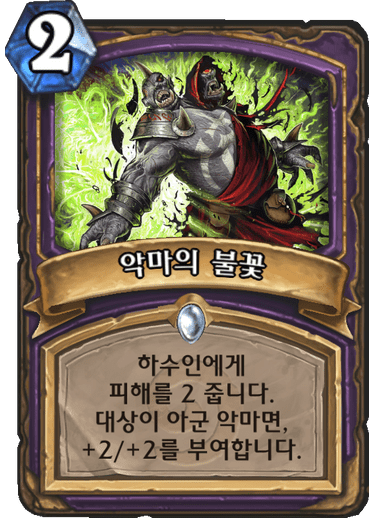 2
악마의 불꽃
하수인에게
피해를 2 줍니다.
대상이 아군 악마면,
+2/+2를 부여합니다.